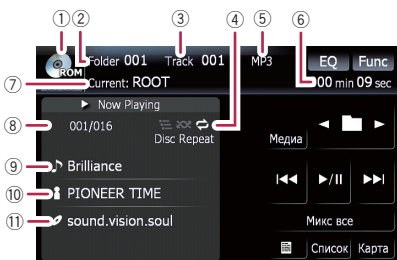 ① ② ③ ④ ⑤ ⑥
Folder 001 Track 001 MP3 EQ Func
ROM
⑦ Current: ROOT 00 min 09 sec
Now Playing
⑧ 001/016
Disc Repeat Медиа
⑨ Brilliance
⑩ PIONEER TIME
⑪ sound.vision.soul Микс все
Список Карта